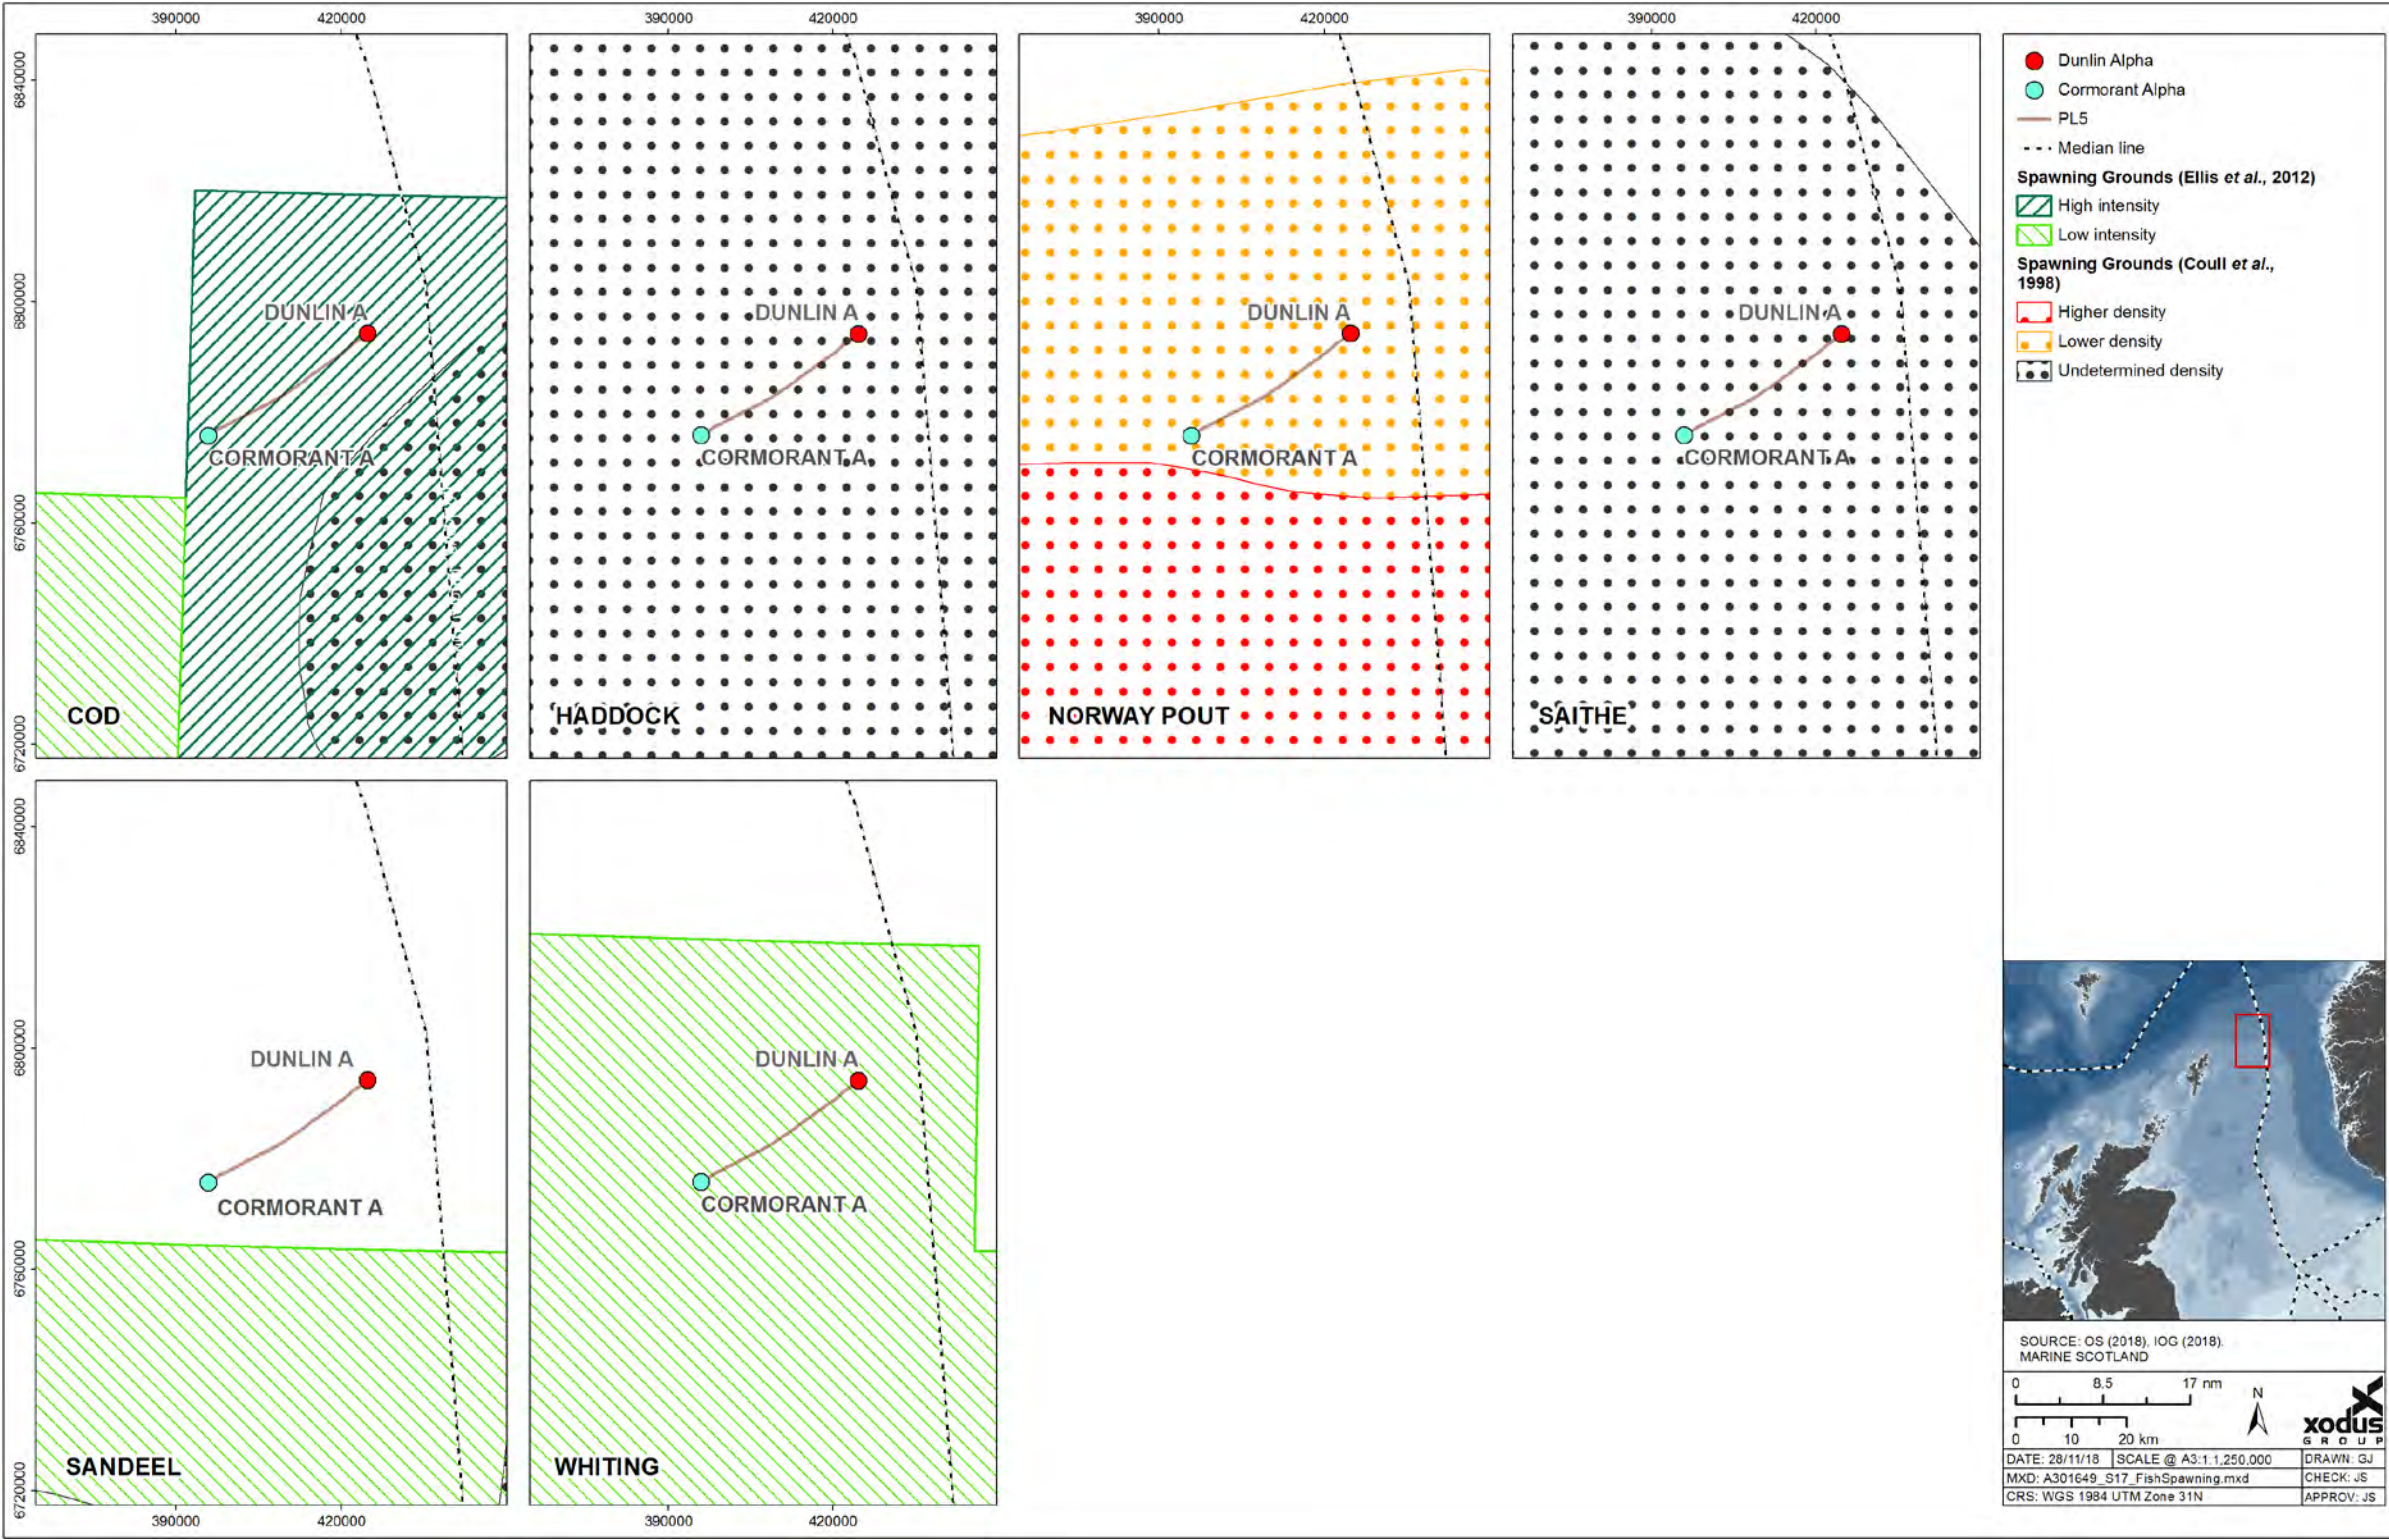 390000 420000 390000 420000 390000 420000 390000 420000
6840000
6800000
6760000
6720000
DUNLIN A
CORMORANT A
COD
DUNLIN A
CORMORANT A
HADDOCK
DUNLIN A
CORMORANT A
NORWAY POUT
DUNLIN A
CORMORANT A
SAITHE
6840000
6800000
6760000
6720000
DUNLIN A
CORMORANT A
SANDEEL
DUNLIN A
CORMORANT A
WHITING
390000 420000 390000 420000
Dunlin Alpha
Cormorant Alpha
PL5
Median line
Spawning Grounds (Ellis et al., 2012)
High intensity
Low intensity
Spawning Grounds (Coull et al.,
1998)
Higher density
Lower density
Undetermined density
SOURCE: OS (2018), IOG (2018).
MARINE SCOTLAND
0 8.5 17 nm
N
0 10 20 km
xodus
GROUP
DATE: 28/11/18 SCALE @ A3:1:1,250,000 DRAWN: GJ
MXD: A301649_S17_FishSpawning.mxd CHECK: JS
CRS: WGS 1984 UTM Zone 31N APPROV: JS